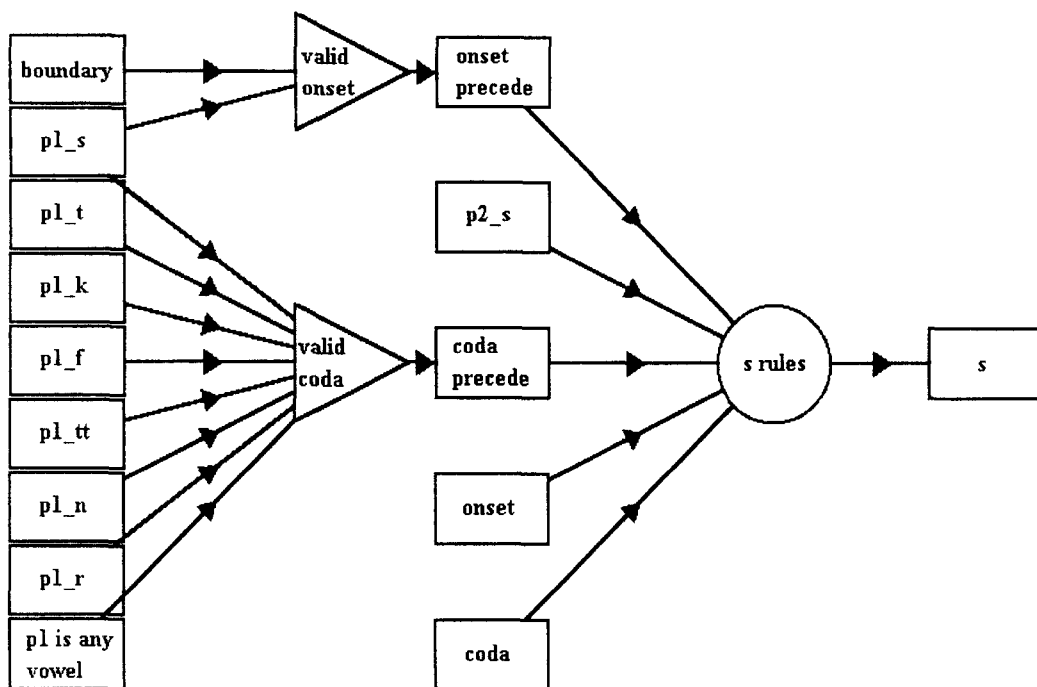 boundary
p1_s
p1_t
p1_k
p1_f
p1_tt
p1_n
p1_r
p1 is any
vowel
valid
onset
valid
coda
onset
precede
p2_s
coda
precede
onset
coda
s rules
s